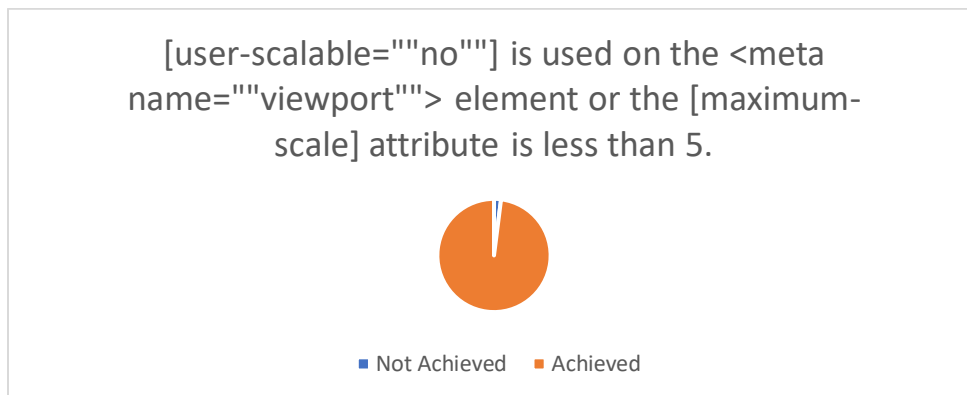 [user-scalable=""no""] is used on the <meta
name=""viewport""> element or the [maximum-
scale] attribute is less than 5.
Not Achieved Achieved